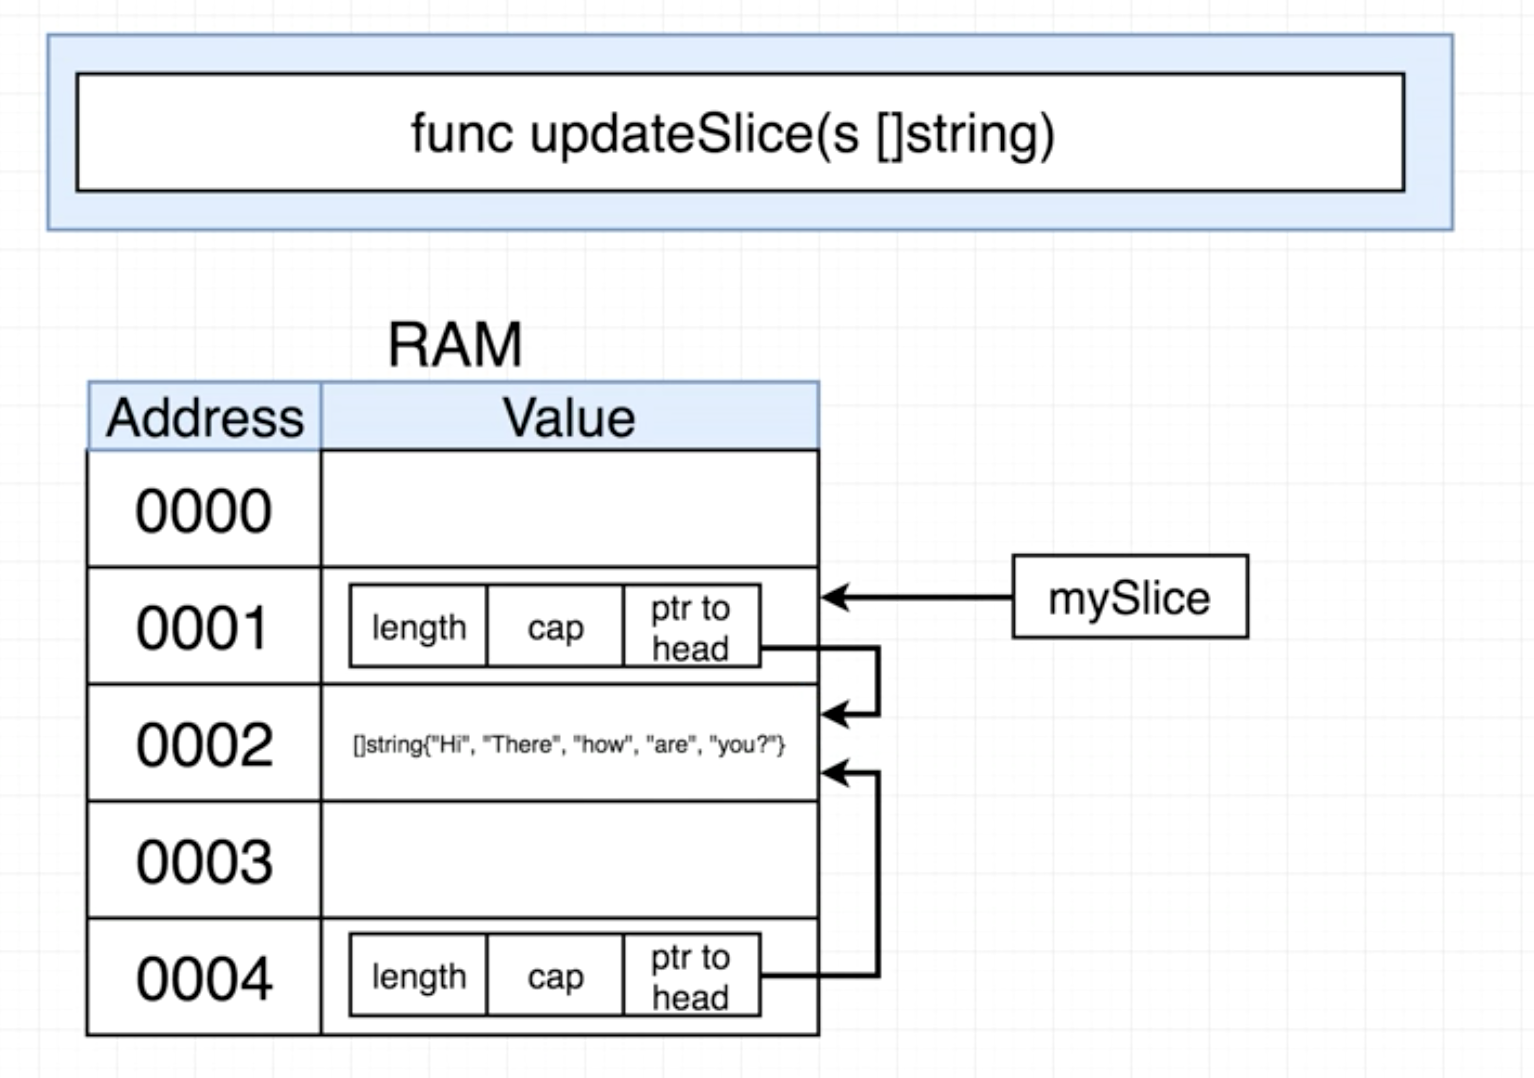 func updateSlice(s []string)
RAM
Address Value
0000
0001 length cap ptr to
head
mySlice
0002 []string{"Hi", "There", "how", "are", "you?"}
0003
0004 length cap ptr to
head